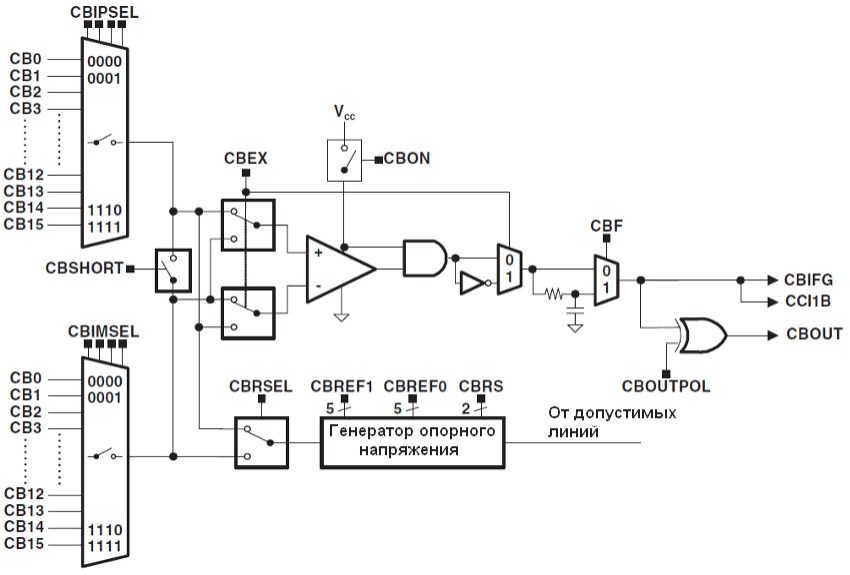 CBIPSEL
CB0
CB1
CB2
CB3
CB12
CB13
CB14
CB15
0000
0001
1110
1111
Vcc
CBON
CBEX
CBSHORT
+
-
0
1
CBF
0
1
CBIFG
CCI1B
CBOUT
CBOUTPOL
CBIMSEL
CB0
CB1
CB2
CB3
CB12
CB13
CB14
CB15
0000
0001
1110
1111
CBRSEL
CBREF1
CBREF0
CBRS
5
5
2
Генератор опорного
напряжения
От допустимых
линий